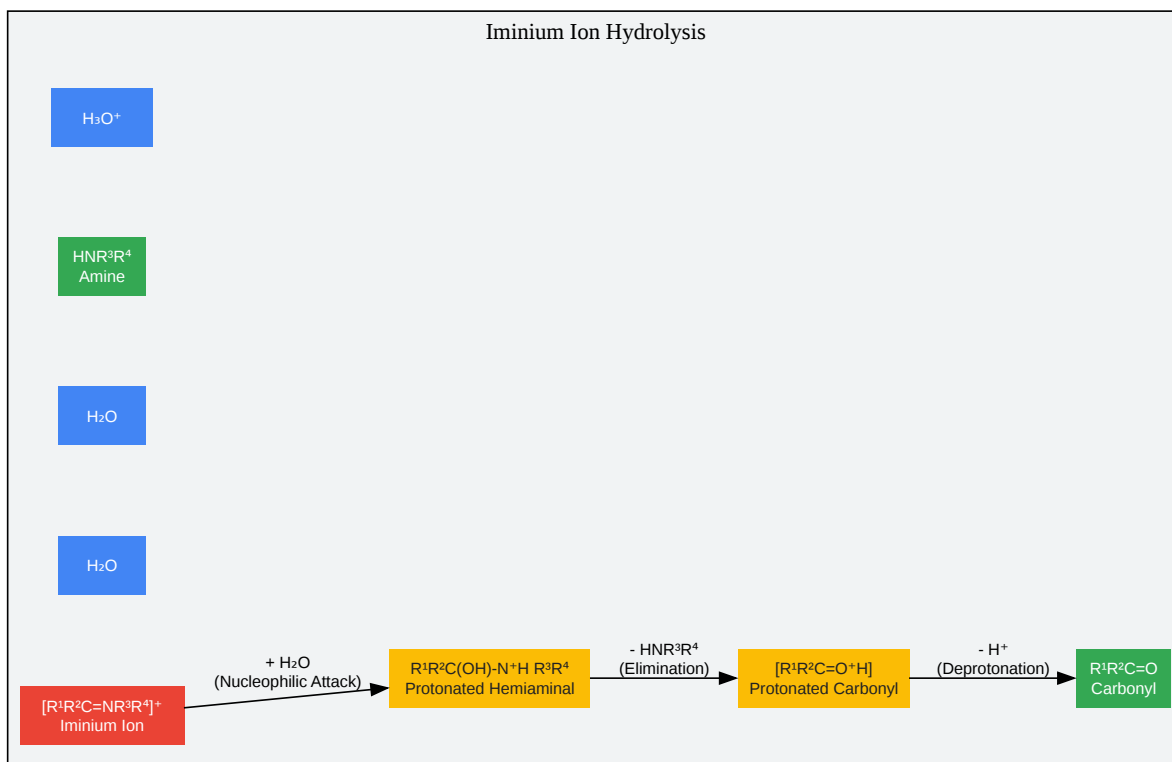 Iminium Ion Hydrolysis
H₃O⁺
HNR³R⁴
Amine
H₂O
H₂O
+ H₂O
(Nucleophilic Attack)
- HNR³R⁴
(Elimination)
- H⁺
(Deprotonation)
[R¹R²C=NR³R⁴]⁺
Iminium Ion
R¹R²C(OH)-N⁺H R³R⁴
Protonated Hemiaminal
[R¹R²C=O⁺H]
Protonated Carbonyl
R¹R²C=O
Carbonyl